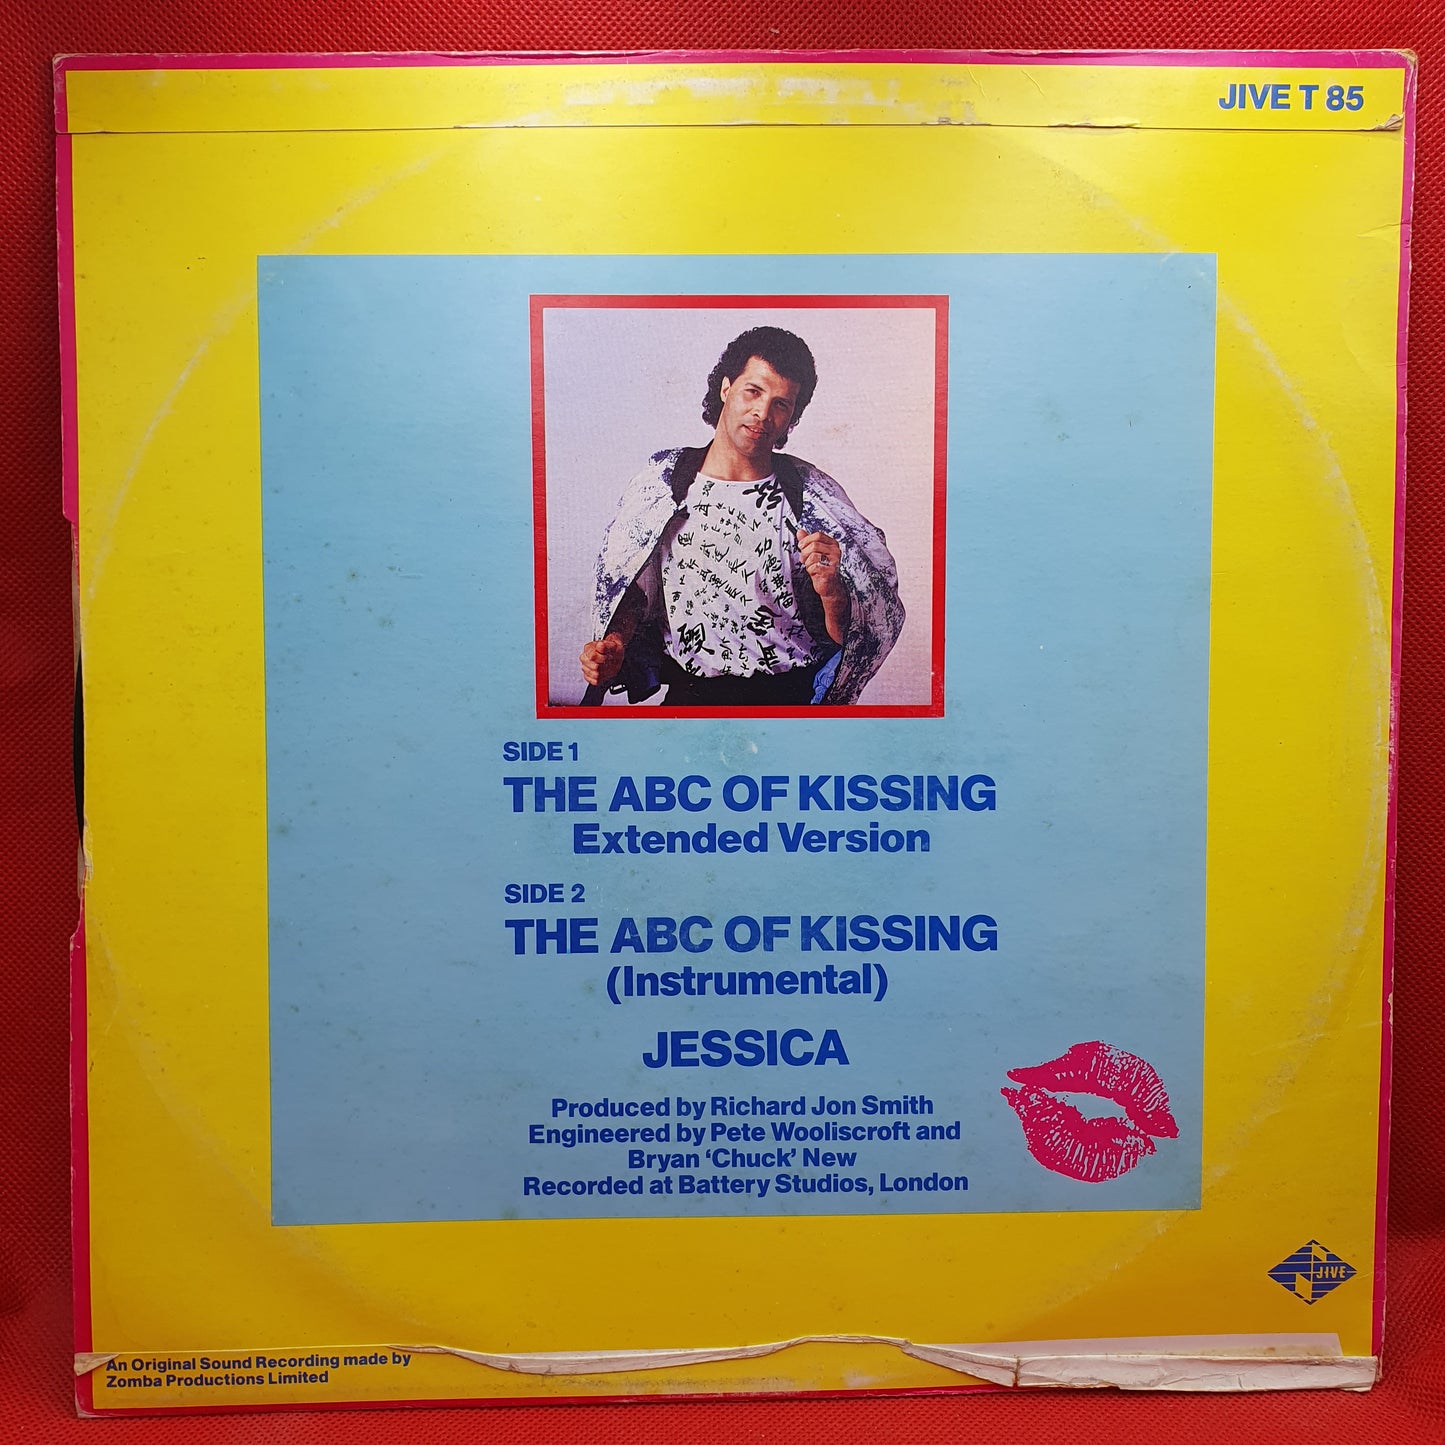 JIVE T 85
SIDE 1
THE ABC OF KISSING
Extended Version
SIDE 2
THE ABC OF KISSING
(Instrumental)
JESSICA
Produced by Richard Jon Smith
Engineered by Pete Wooliscroft and
Bryan ‘Chuck’ New
Recorded at Battery Studios, London
JIVE
An Original Sound Recording made by
Zomba Productions Limited